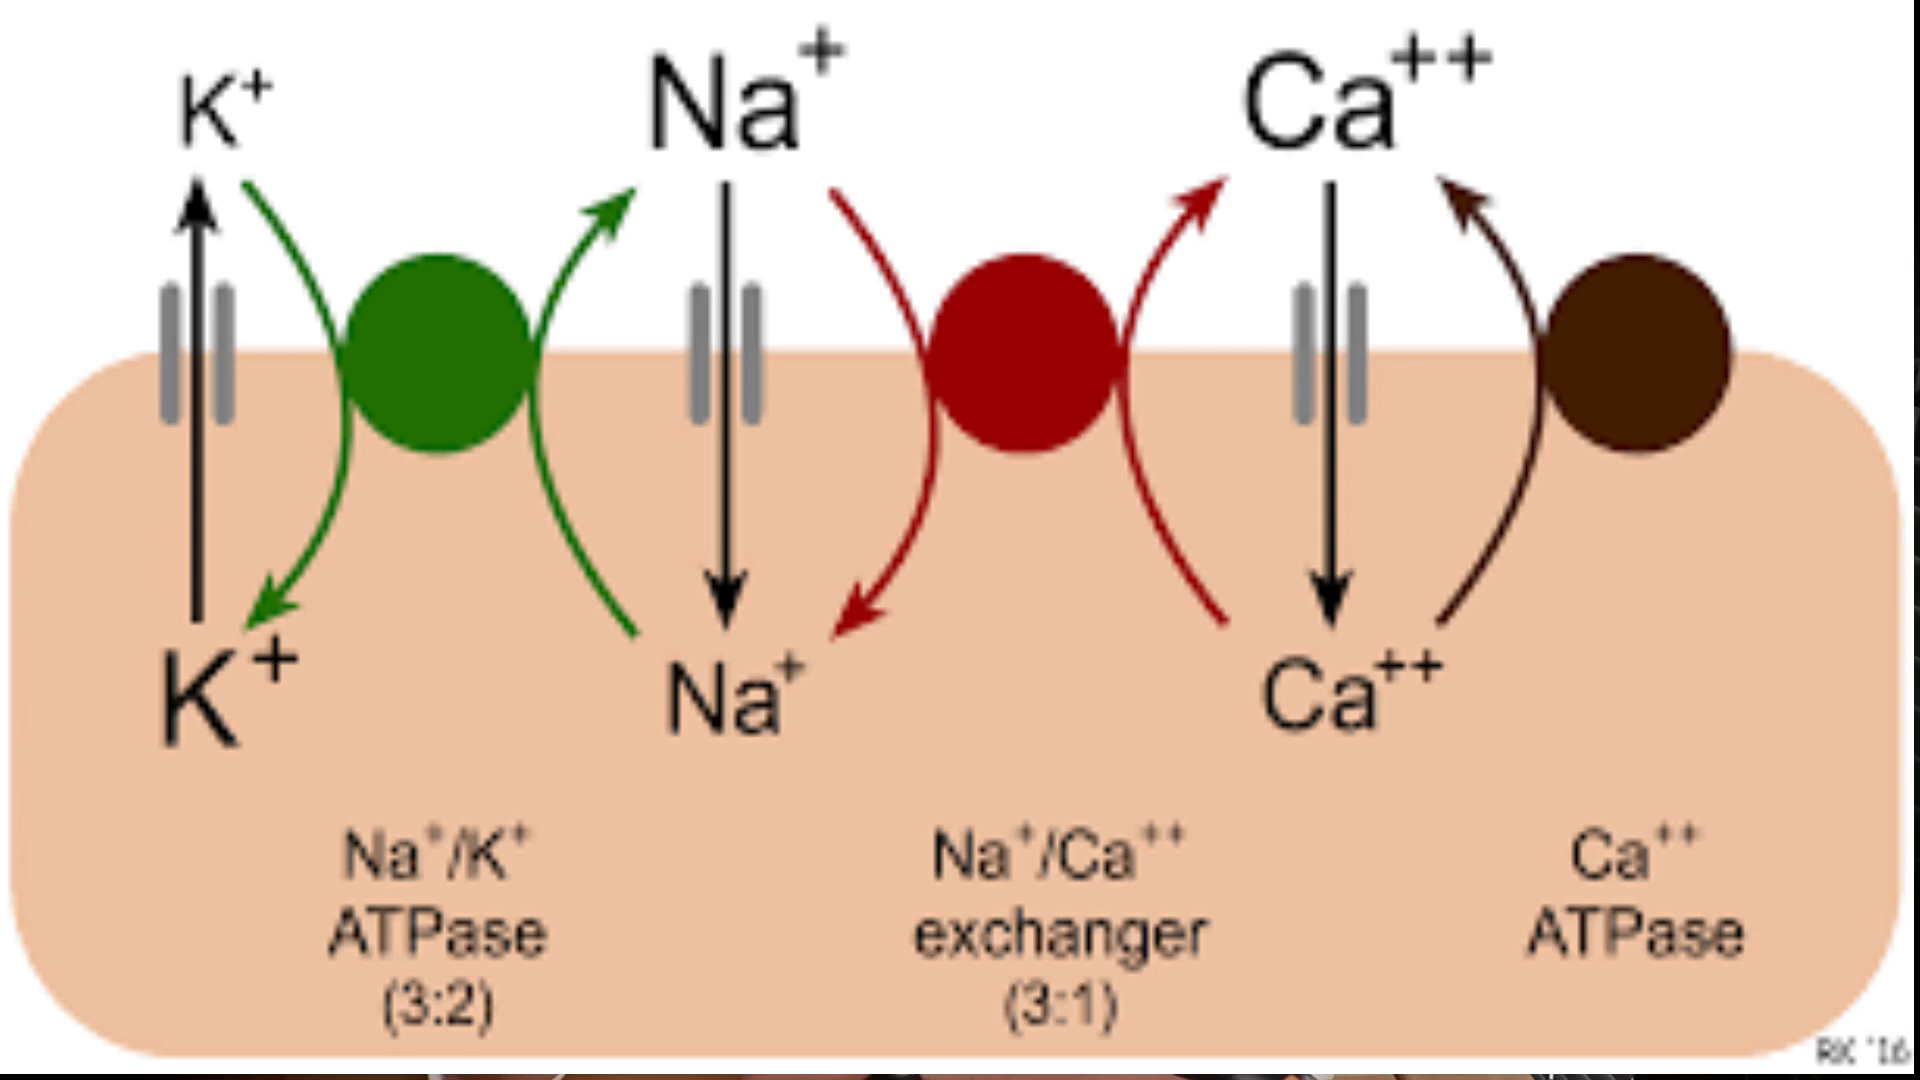 K⁺ Na⁺ Ca⁺⁺
K⁺ Na⁺ Ca⁺⁺
Na⁺/K⁺
ATPase
(3:2)
Na⁺/Ca⁺⁺
exchanger
(3:1)
Ca⁺⁺
ATPase
RK '16